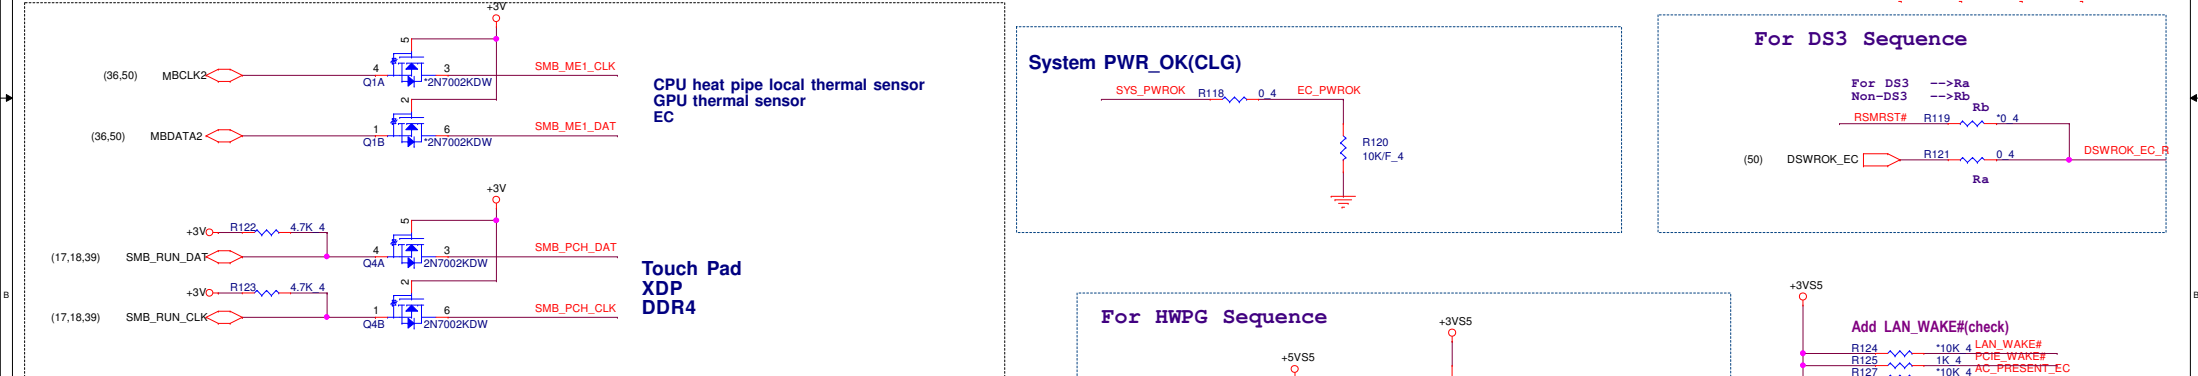 +3V
5
(36,50) MBCLK2 4 3 SMB_ME1_CLK
Q1A *2N7002KDW
2
(36,50) MBDATA2 1 6 SMB_ME1_DAT
Q1B *2N7002KDW
CPU heat pipe local thermal sensor
GPU thermal sensor
EC
+3V
5
+3V R122 4.7K_4
(17,18,39) SMB_RUN_DAT 4 3 SMB_PCH_DAT
Q4A 2N7002KDW
2
+3V R123 4.7K_4
(17,18,39) SMB_RUN_CLK 1 6 SMB_PCH_CLK
Q4B 2N7002KDW
Touch Pad
XDP
DDR4
B
System PWR_OK(CLG)
SYS_PWROK R118 0_4 EC_PWROK
R120
10K/F_4
For DS3 Sequence
For DS3 -->Ra
Non-DS3 -->Rb
Rb
RSMRST# R119 *0_4
(50) DSWROK_EC R121 0_4 DSWROK_EC_R
Ra
For HWPG Sequence
+3VS5
+5VS5
+3VS5
Add LAN_WAKE#(check)
R124 *10K_4 LAN_WAKE#
R125 1K_4 PCIE_WAKE#
R127 *10K_4 AC_PRESENT_EC
B